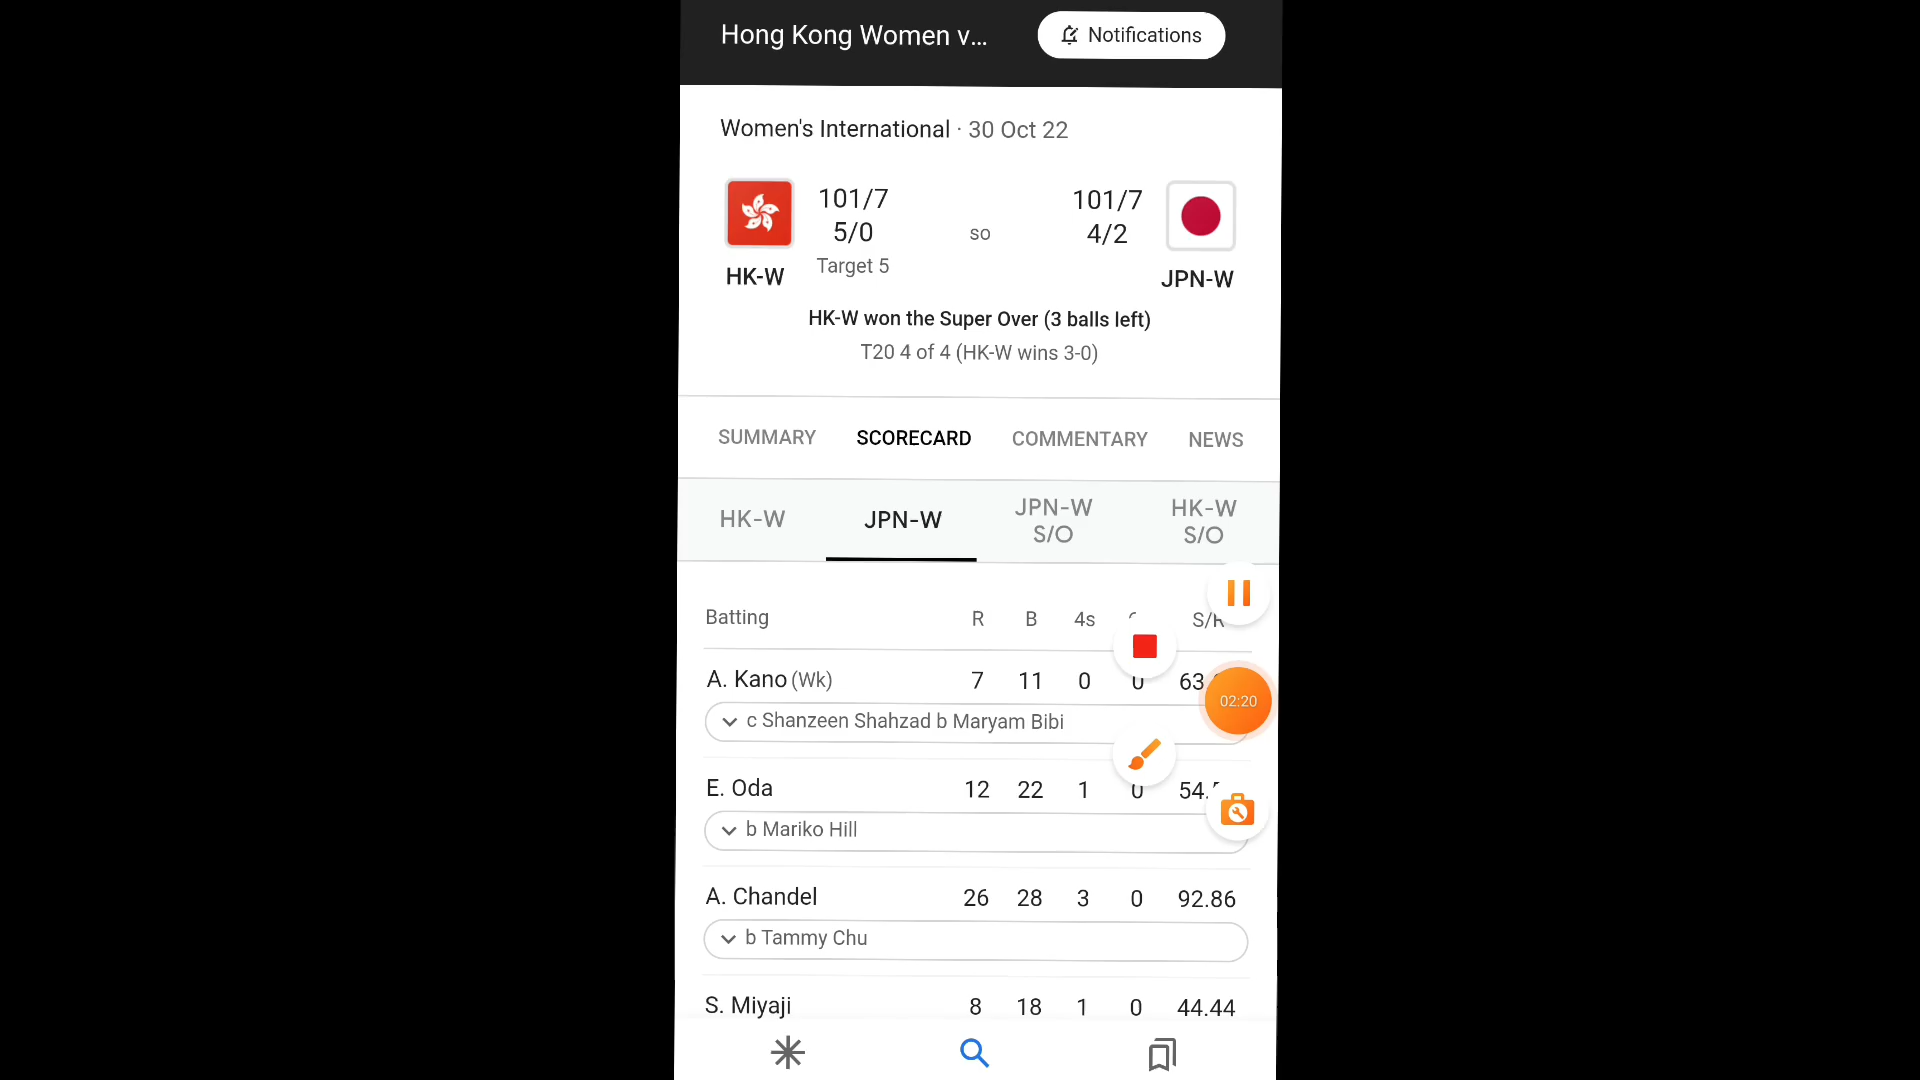 Hong Kong Women v...
Notifications
Women's International · 30 Oct 22
101/7
5/0
Target 5
HK-W
so
101/7
4/2
JPN-W
HK-W won the Super Over (3 balls left)
T20 4 of 4 (HK-W wins 3-0)
SUMMARY SCORECARD COMMENTARY NEWS
HK-W
JPN-W
JPN-W
S/O
HK-W
S/O
Batting R B 4s S/R
A. Kano (Wk) 7 11 0 0
02:20
c Shanzeen Shahzad b Maryam Bibi
E. Oda 12 22 1 0
b Mariko Hill
A. Chandel 26 28 3 0 92.86
b Tammy Chu
S. Miyaji 8 18 1 0 44.44